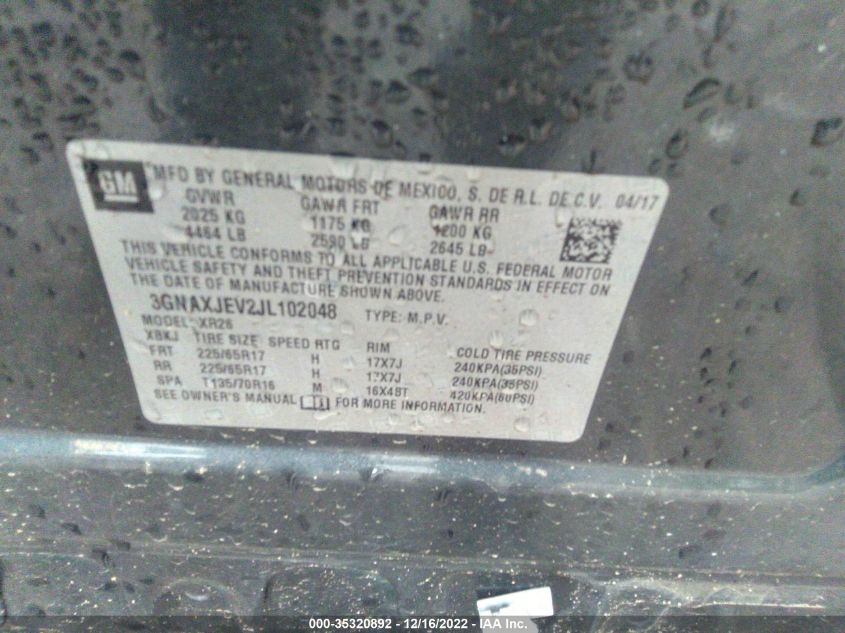 GM
MFD BY GENERAL MOTORS DE MEXICO, S. DE R.L. DE C.V. 04/17
GVWR GAWR FRT GAWR RR
2025 KG 1175 KG 1200 KG
4464 LB 2590 LB 2645 LB
THIS VEHICLE CONFORMS TO ALL APPLICABLE U.S. FEDERAL MOTOR
VEHICLE SAFETY AND THEFT PREVENTION STANDARDS IN EFFECT ON
THE DATE OF MANUFACTURE SHOWN ABOVE.
3GNAXJEV2JL102048 TYPE: M.P.V.
MODEL: XR26
XBKJ TIRE SIZE SPEED RTG RIM COLD TIRE PRESSURE
FRT 225/65R17 H 17X7J 240KPA(35PSI)
RR 225/65R17 H 17X7J 240KPA(35PSI)
SPA T135/70R16 M 16X4BT 420KPA(60PSI)
SEE OWNER'S MANUAL FOR MORE INFORMATION.
000-35320892 - 12/16/2022 - IAA Inc.